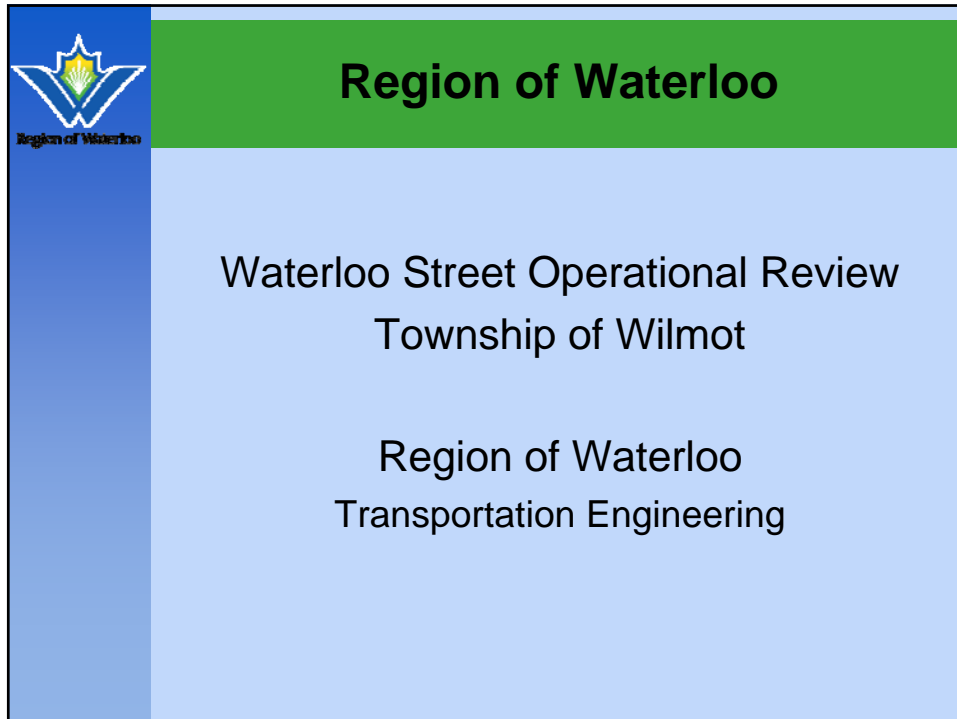 Region of Waterloo
Region of Waterloo
Waterloo Street Operational Review
Township of Wilmot
Region of Waterloo
Transportation Engineering